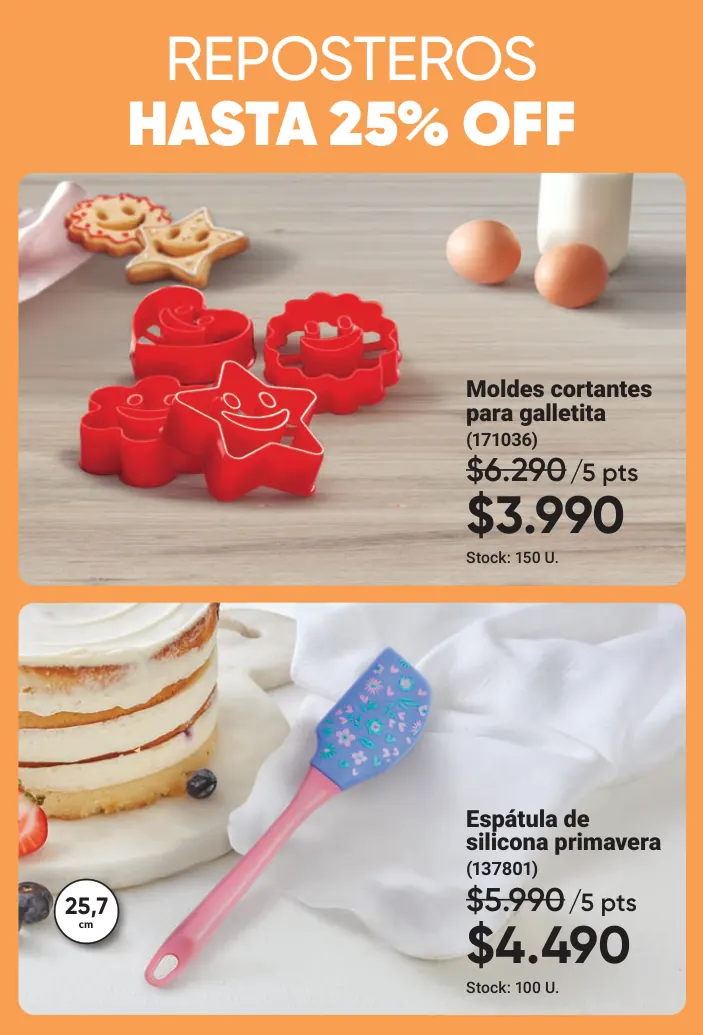 REPOSTEROS
HASTA 25% OFF
Moldes cortantes
para galletita
(171036)
$6.290/5 pts
$3.990
Stock: 150 U.
Espátula de
silicona primavera
(137801)
$5.990/5 pts
$4.490
Stock: 100 U.
25,7
cm